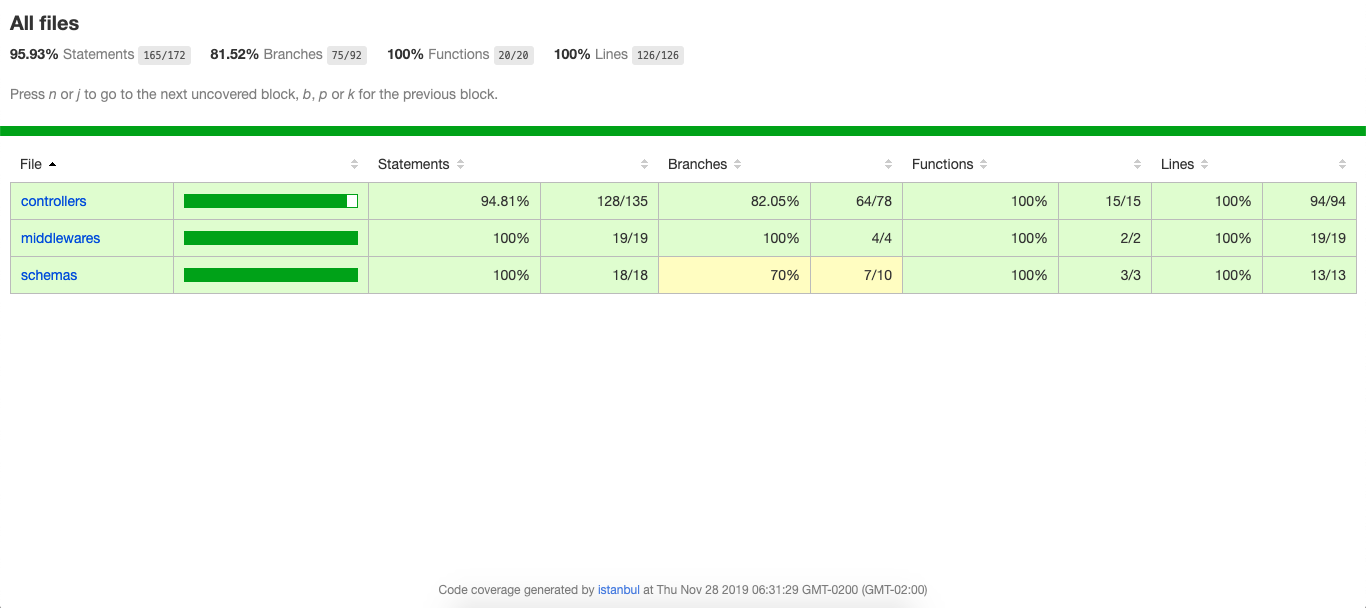 All files
95.93% Statements 165/172 81.52% Branches 75/92 100% Functions 20/20 100% Lines 126/126
Press n or j to go to the next uncovered block, b, p or k for the previous block.
File Statements Branches Functions Lines
controllers 94.81% 128/135 82.05% 64/78 100% 15/15 100% 94/94
middlewares 100% 19/19 100% 4/4 100% 2/2 100% 19/19
schemas 100% 18/18 70% 7/10 100% 3/3 100% 13/13
Code coverage generated by istanbul at Thu Nov 28 2019 06:31:29 GMT-0200 (GMT-02:00)